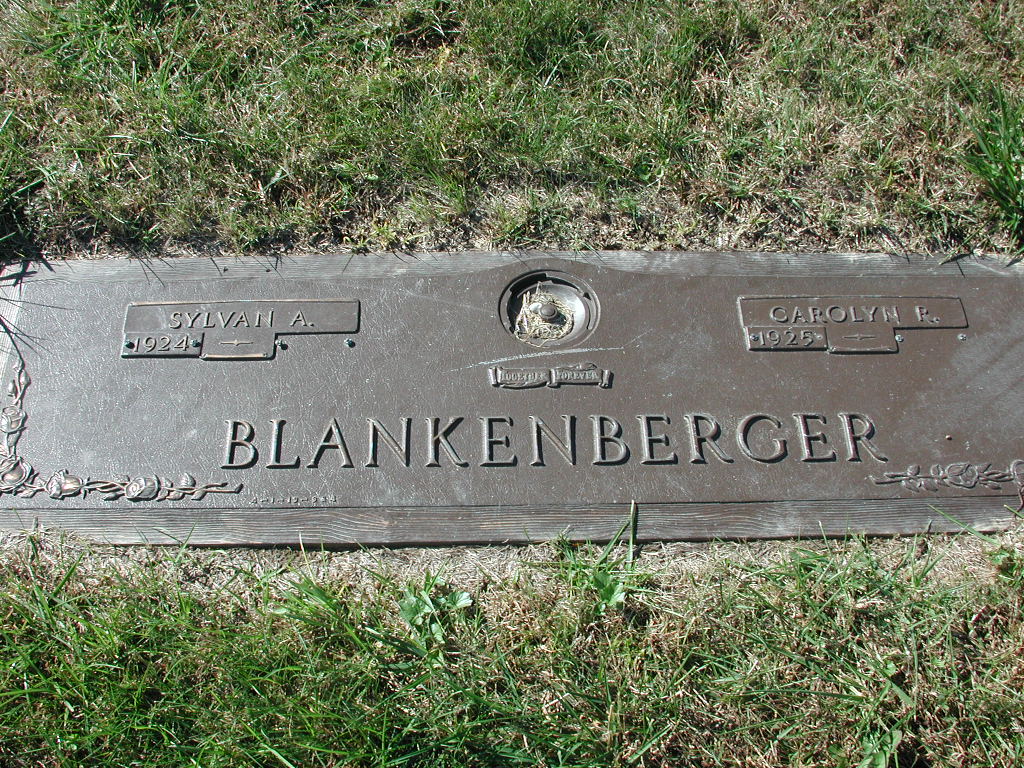 SYLVAN A.
1924
CAROLYN R.
1925
TOGETHER FOREVER
BLANKENBERGER